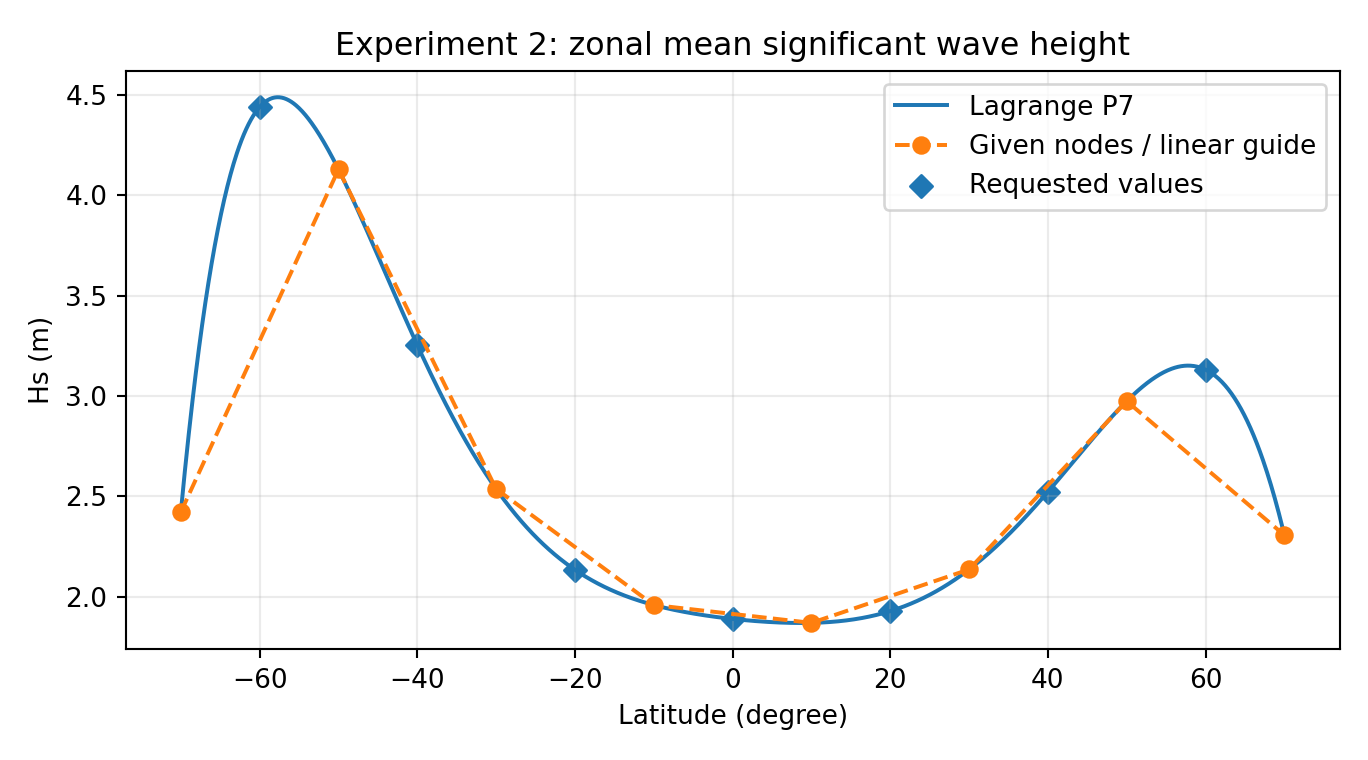 Experiment 2: zonal mean significant wave height
Lagrange P7
Given nodes / linear guide
Requested values
Hs (m)
4.5
4.0
3.5
3.0
2.5
2.0
−60 −40 −20 0 20 40 60
Latitude (degree)